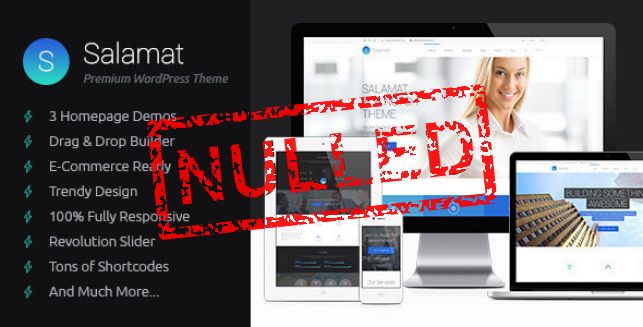 S
Salamat
Premium WordPress Theme
3 Homepage Demos
Drag & Drop Builder
E-Commerce Ready
Trendy Design
100% Fully Responsive
Revolution Slider
Tons of Shortcodes
And Much More...
NULLED
Salamat
SALAMAT
THEME
BUILDING SOMETHING
AWESOME
Our Services